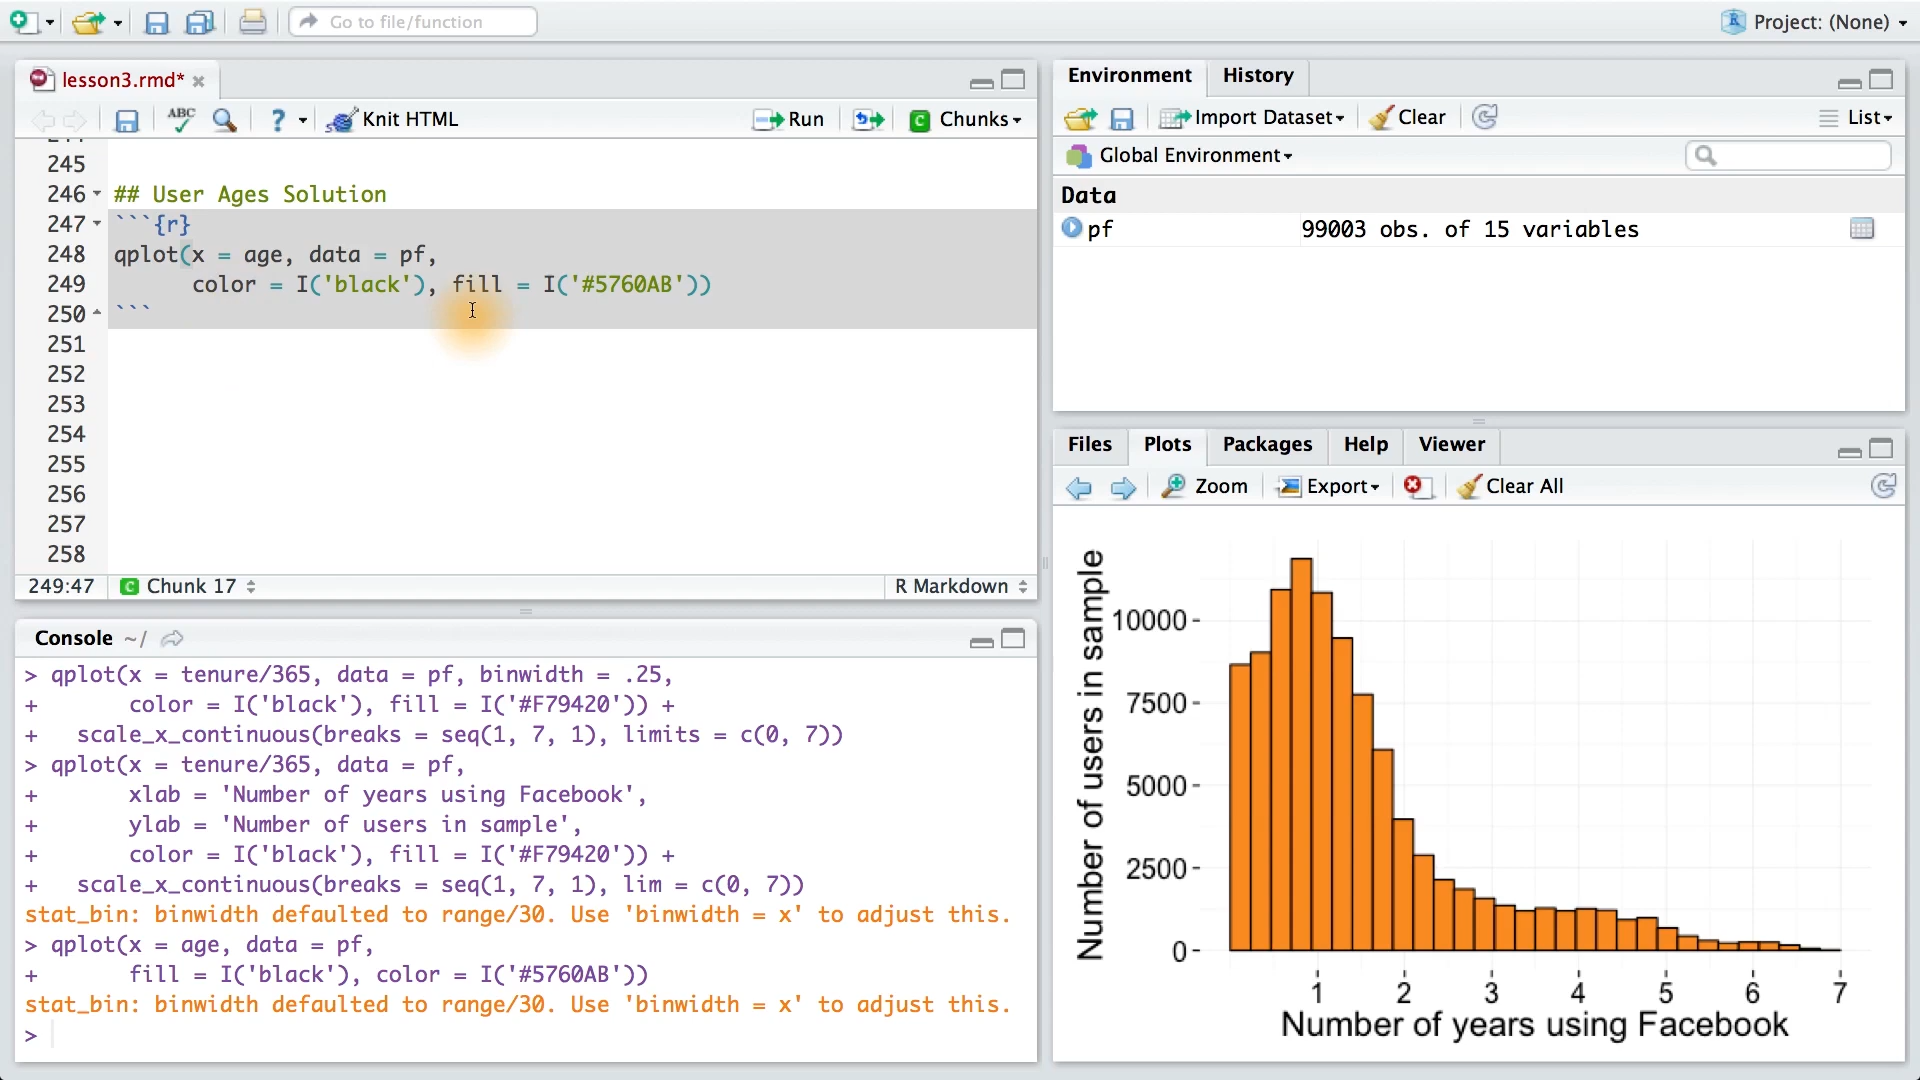 Go to file/function
Project: (None)
lesson3.rmd*
ABC
?
Knit HTML
Run
Chunks
245
246 ## User Ages Solution
247 ```{r}
248 qplot(x = age, data = pf,
249 color = I('black'), fill = I('#5760AB'))
250 ```
251
252
253
254
255
256
257
258
249:47
Chunk 17
R Markdown
Console ~/
> qplot(x = tenure/365, data = pf, binwidth = .25,
+ color = I('black'), fill = I('#F79420')) +
+ scale_x_continuous(breaks = seq(1, 7, 1), limits = c(0, 7))
> qplot(x = tenure/365, data = pf,
+ xlab = 'Number of years using Facebook',
+ ylab = 'Number of users in sample',
+ color = I('black'), fill = I('#F79420')) +
+ scale_x_continuous(breaks = seq(1, 7, 1), lim = c(0, 7))
stat_bin: binwidth defaulted to range/30. Use 'binwidth = x' to adjust this.
> qplot(x = age, data = pf,
+ fill = I('black'), color = I('#5760AB'))
stat_bin: binwidth defaulted to range/30. Use 'binwidth = x' to adjust this.
>
Environment
History
Import Dataset
Clear
List
Global Environment
Data
pf 99003 obs. of 15 variables
Files
Plots
Packages
Help
Viewer
Zoom
Export
Clear All
Number of users in sample
10000
7500
5000
2500
0
1 2 3 4 5 6 7
Number of years using Facebook